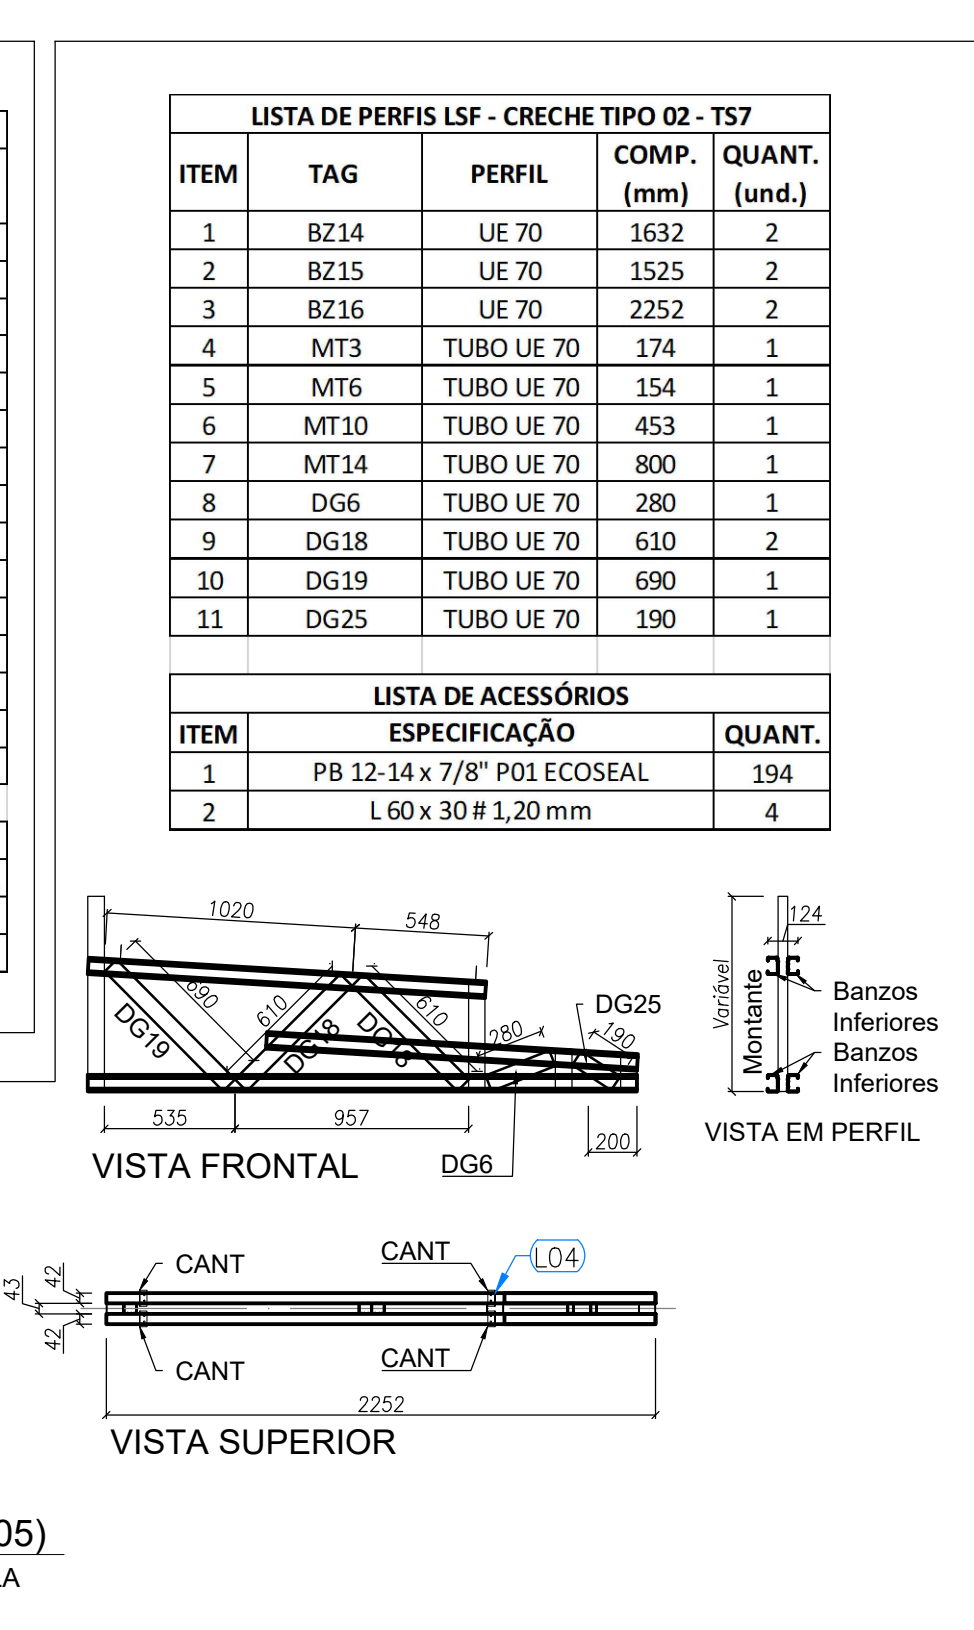 LISTA DE PERFIS LSF - CRECHE TIPO 02 - TS7
ITEM TAG PERFIL COMP. (mm) QUANT. (und.)
1 BZ14 UE 70 1632 2
2 BZ15 UE 70 1525 2
3 BZ16 UE 70 2252 2
4 MT3 TUBO UE 70 174 1
5 MT6 TUBO UE 70 154 1
6 MT10 TUBO UE 70 453 1
7 MT14 TUBO UE 70 800 1
8 DG6 TUBO UE 70 280 1
9 DG18 TUBO UE 70 610 2
10 DG19 TUBO UE 70 690 1
11 DG25 TUBO UE 70 190 1
LISTA DE ACESSÓRIOS
ITEM ESPECIFICAÇÃO QUANT.
1 PB 12-14 x 7/8" P01 ECOSEAL 194
2 L 60 x 30 # 1,20 mm 4
1020
548
690
610
610
DG19
DG18
DG18
280
190
DG25
535
957
200
DG6
VISTA FRONTAL
124
Variável
Montante
Banzos
Inferiores
Banzos
Inferiores
VISTA EM PERFIL
CANT
CANT
L04
43
42
42
CANT
CANT
2252
VISTA SUPERIOR
05)
LA